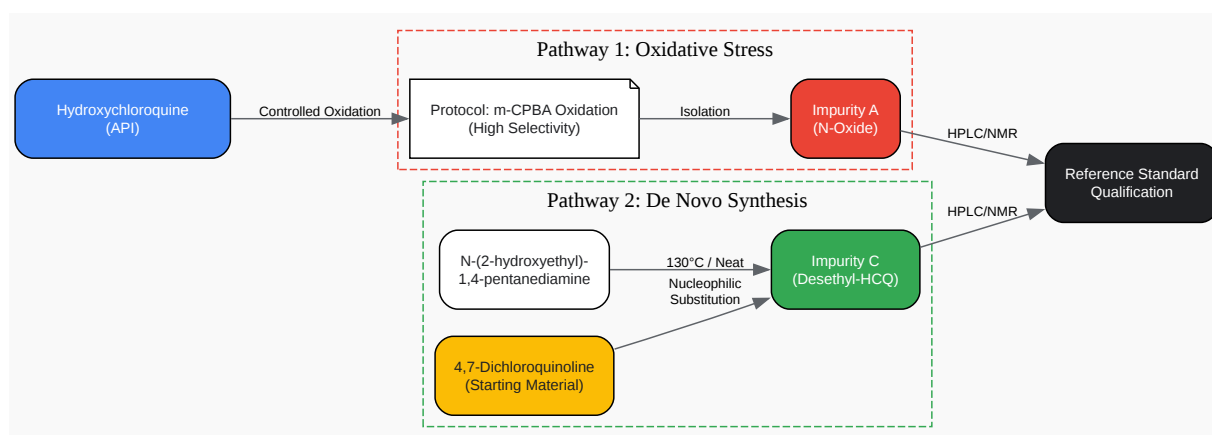 Pathway 1: Oxidative Stress
Hydroxychloroquine
(API)
Controlled Oxidation
Protocol: m-CPBA Oxidation
(High Selectivity)
Isolation
Impurity A
(N-Oxide)
HPLC/NMR
Reference Standard
Qualification
Pathway 2: De Novo Synthesis
HPLC/NMR
N-(2-hydroxyethyl)-
1,4-pentanediamine
130°C / Neat
Nucleophilic
Substitution
Impurity C
(Desethyl-HCQ)
4,7-Dichloroquinoline
(Starting Material)